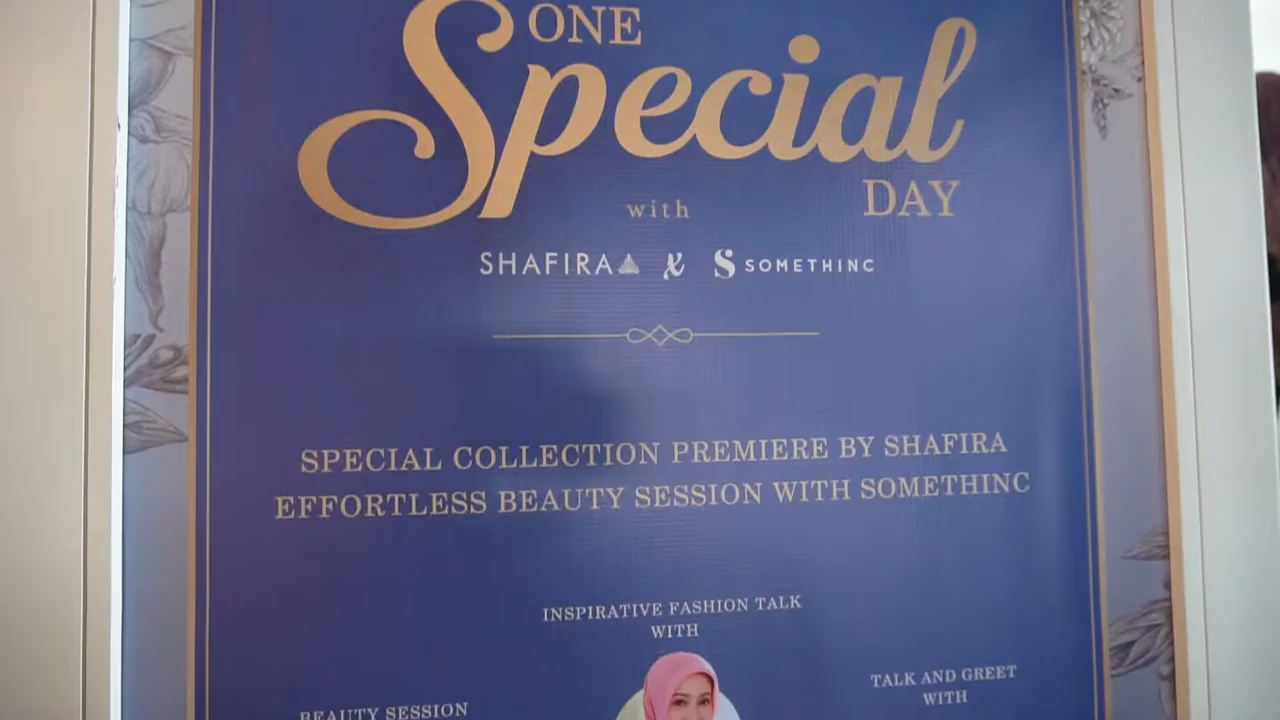 ONE
Special
DAY
with
SHAFIRA x S SOMETHINC
SPECIAL COLLECTION PREMIERE BY SHAFIRA
EFFORTLESS BEAUTY SESSION WITH SOMETHINC
INSPIRATIVE FASHION TALK
WITH
TALK AND GREET
WITH
BEAUTY SESSION